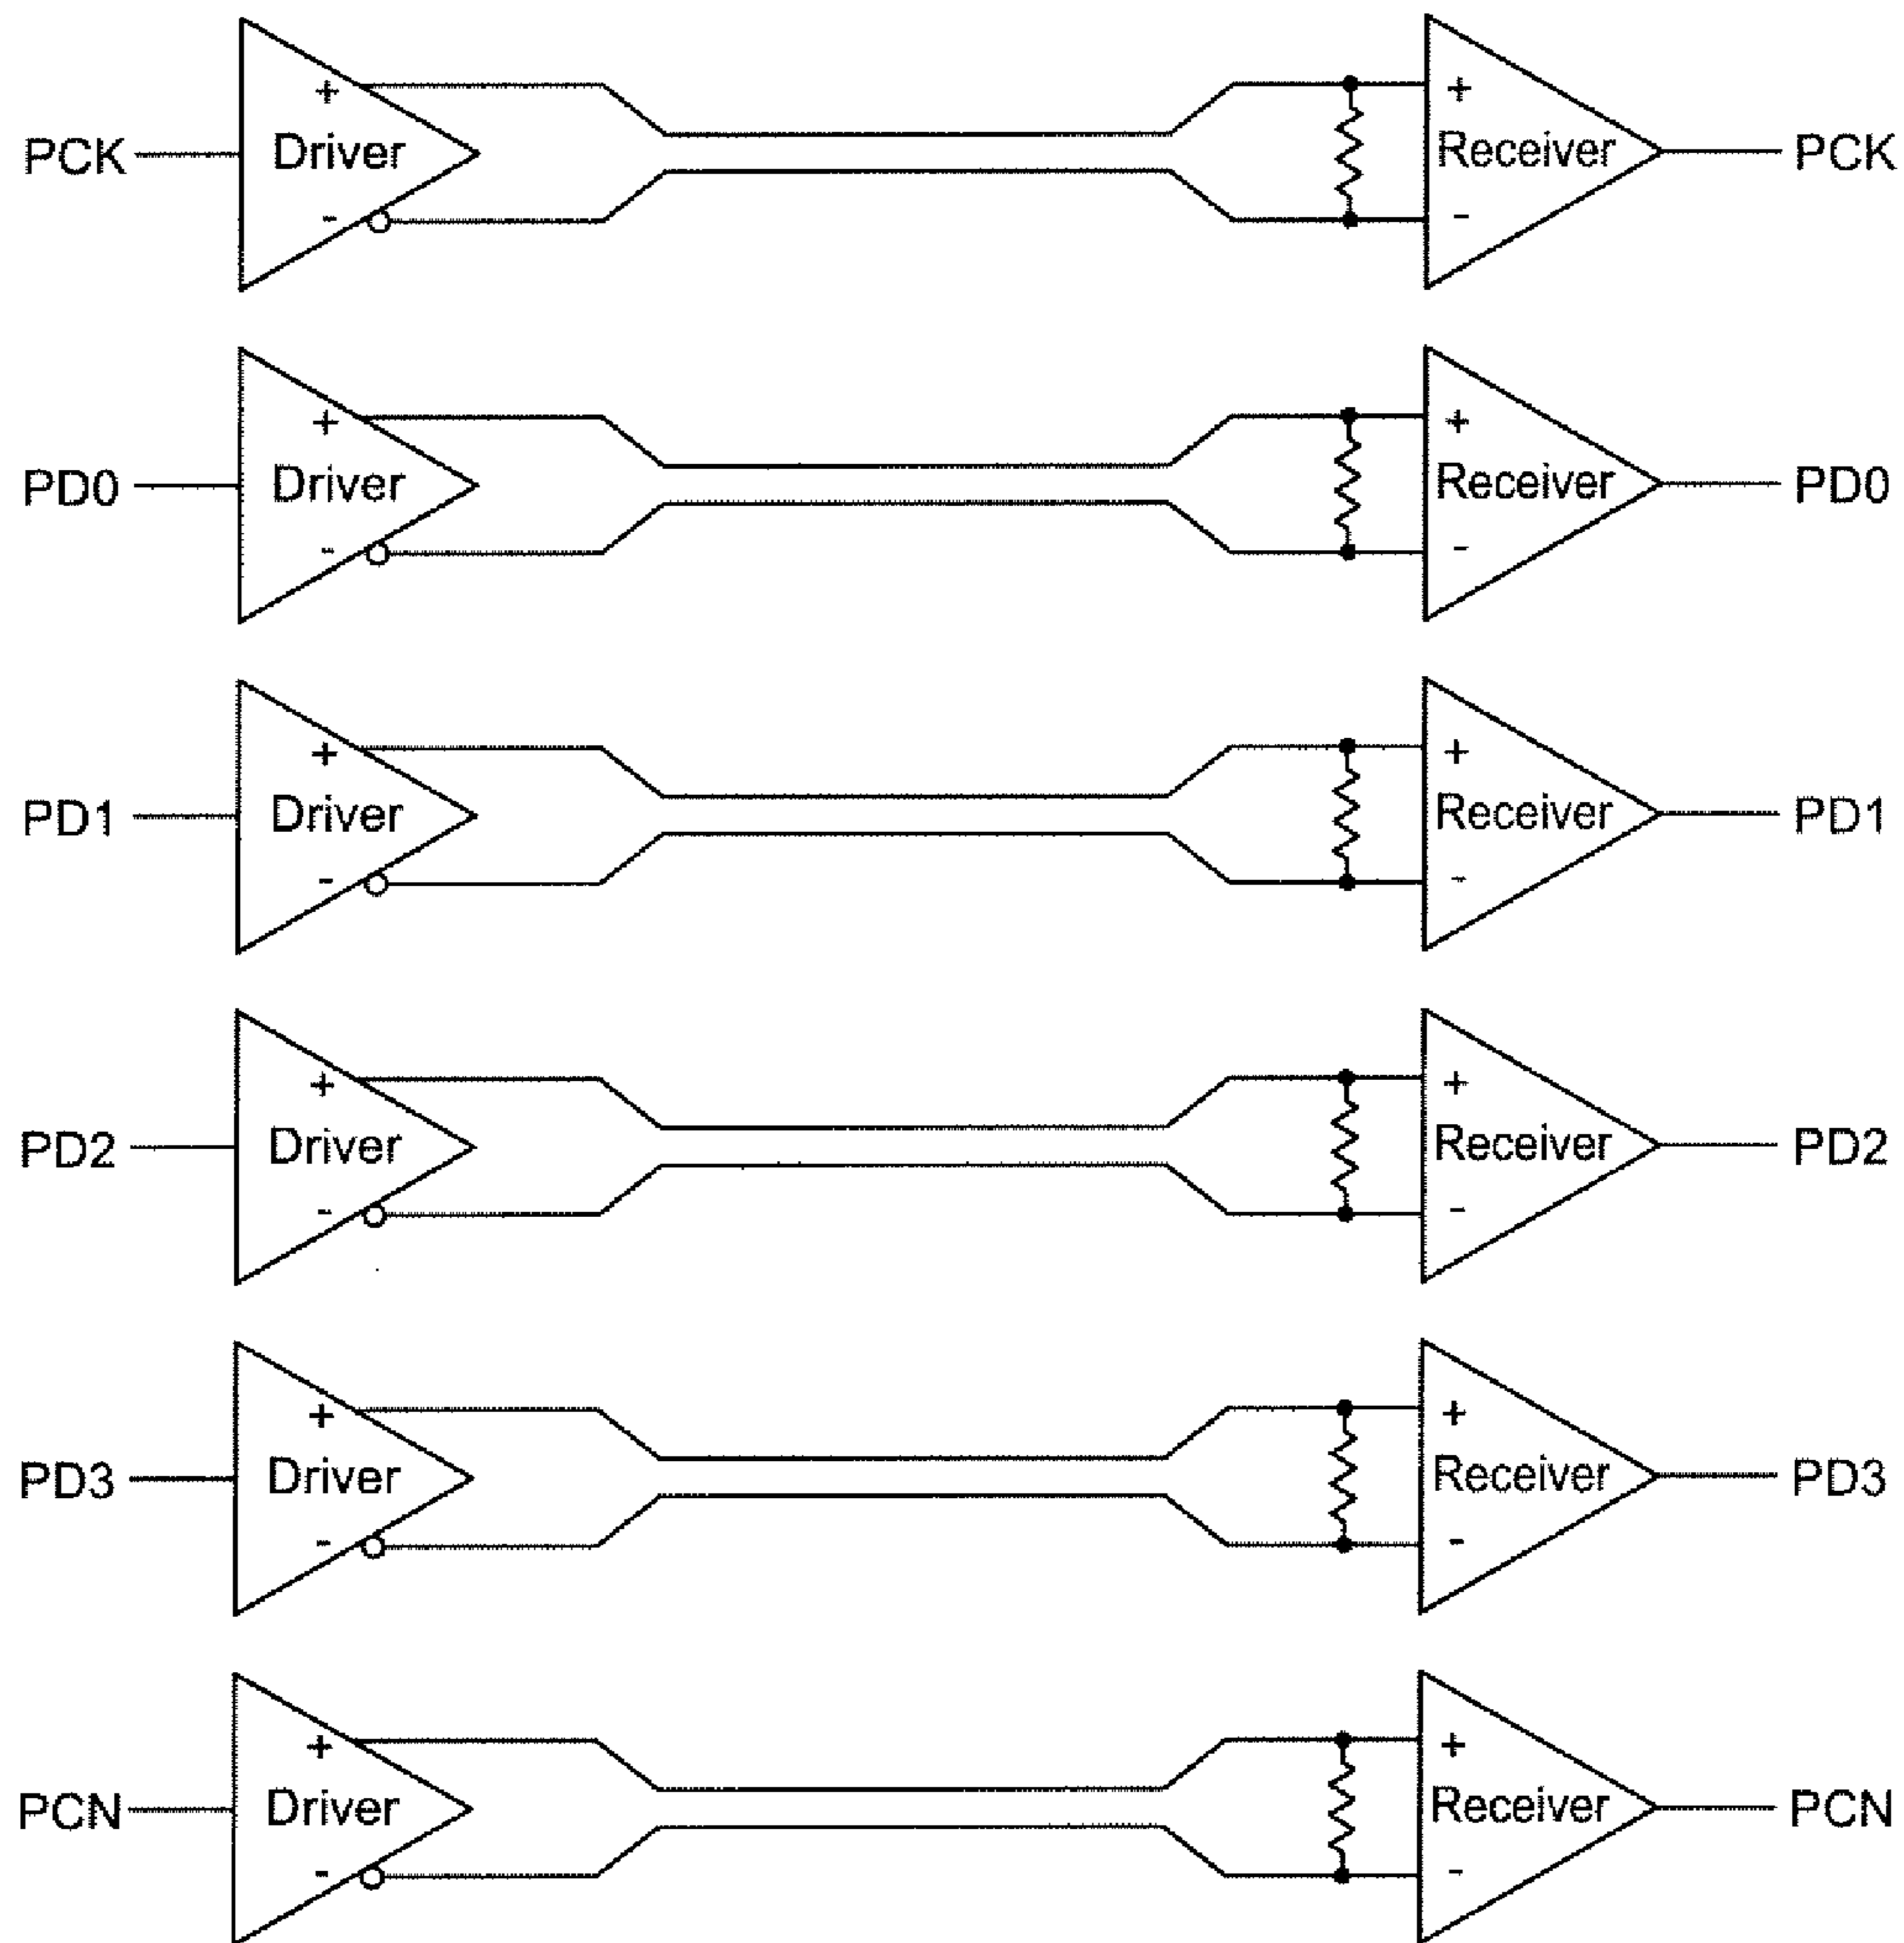 PCK + Driver - + Receiver - PCK
PD0 + Driver - + Receiver - PD0
PD1 + Driver - + Receiver - PD1
PD2 + Driver - + Receiver - PD2
PD3 + Driver - + Receiver - PD3
PCN + Driver - + Receiver - PCN